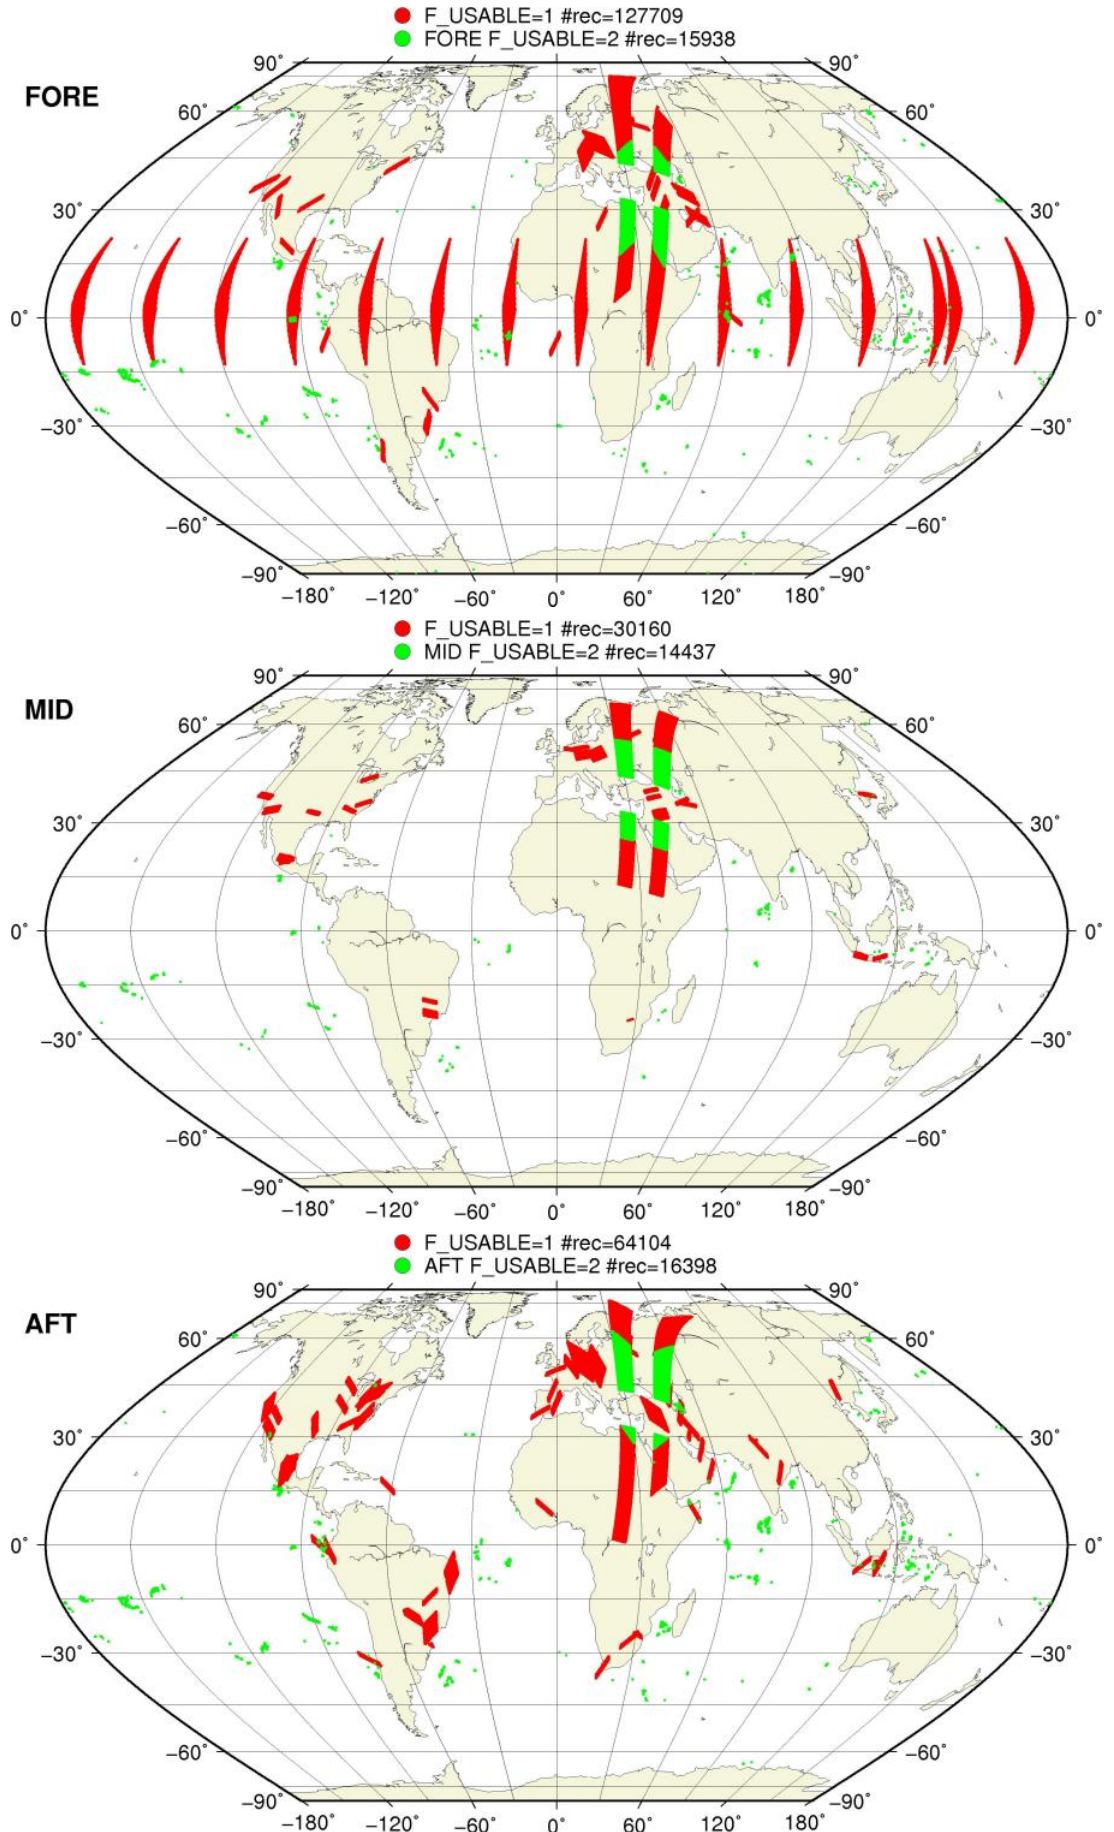 F_USABLE=1 #rec=127709
FORE F_USABLE=2 #rec=15938
FORE
90° 90°
60° 60°
30° 30°
0° 0°
−30° −30°
−60° −60°
−90° −90°
−180° −120° −60° 0° 60° 120° 180°
F_USABLE=1 #rec=30160
MID F_USABLE=2 #rec=14437
MID
90° 90°
60° 60°
30° 30°
0° 0°
−30° −30°
−60° −60°
−90° −90°
−180° −120° −60° 0° 60° 120° 180°
F_USABLE=1 #rec=64104
AFT F_USABLE=2 #rec=16398
AFT
90° 90°
60° 60°
30° 30°
0° 0°
−30° −30°
−60° −60°
−90° −90°
−180° −120° −60° 0° 60° 120° 180°